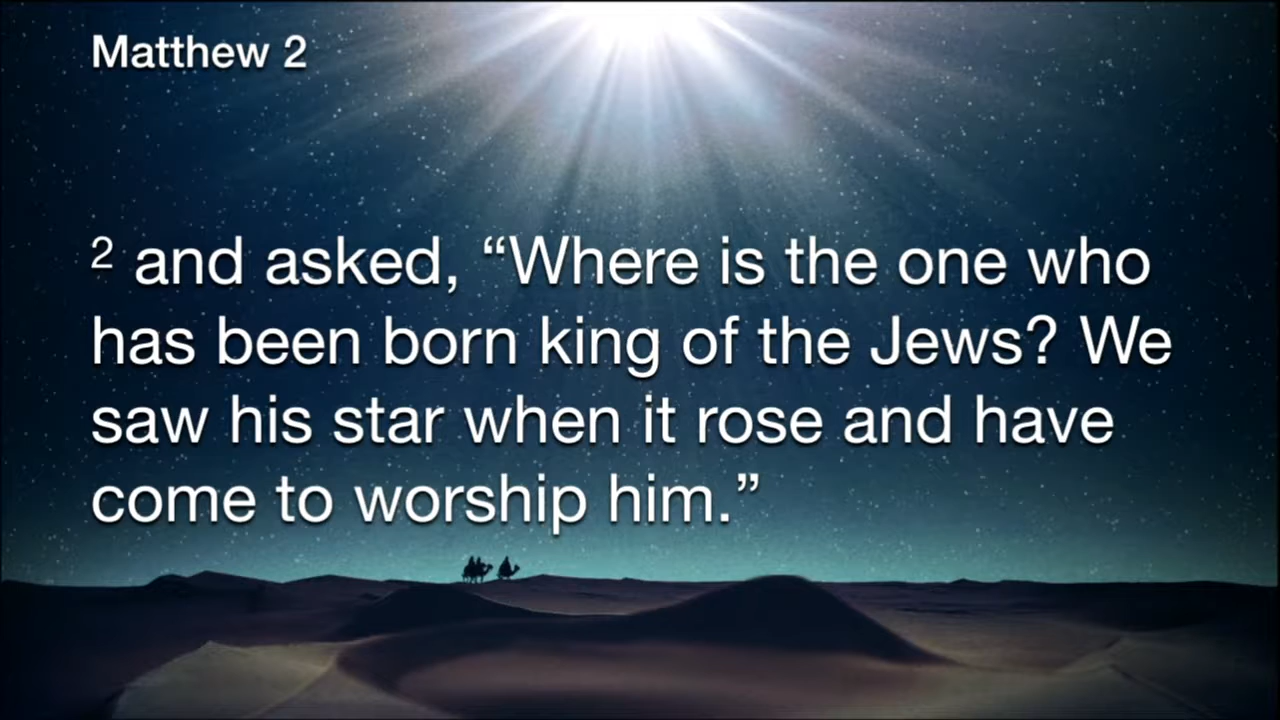 Matthew 2
2 and asked, “Where is the one who
has been born king of the Jews? We
saw his star when it rose and have
come to worship him.”